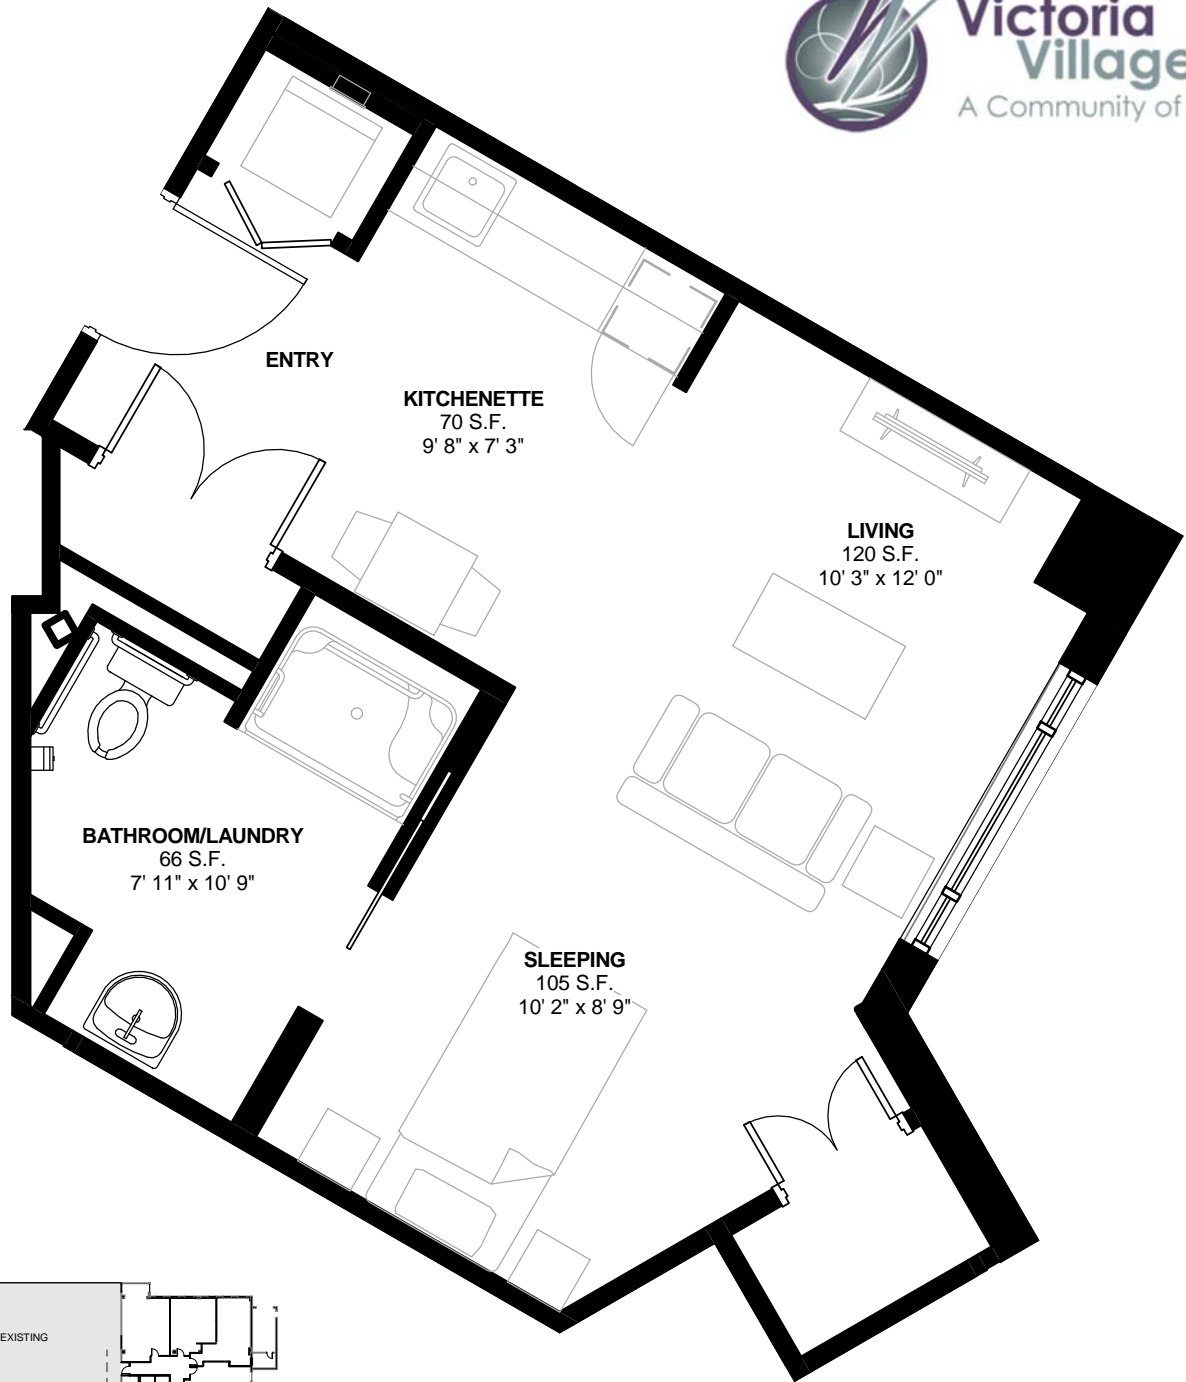 Victoria
Village
A Community of
ENTRY
KITCHENETTE
70 S.F.
9' 8" x 7' 3"
LIVING
120 S.F.
10' 3" x 12' 0"
BATHROOM/LAUNDRY
66 S.F.
7' 11" x 10' 9"
SLEEPING
105 S.F.
10' 2" x 8' 9"
EXISTING